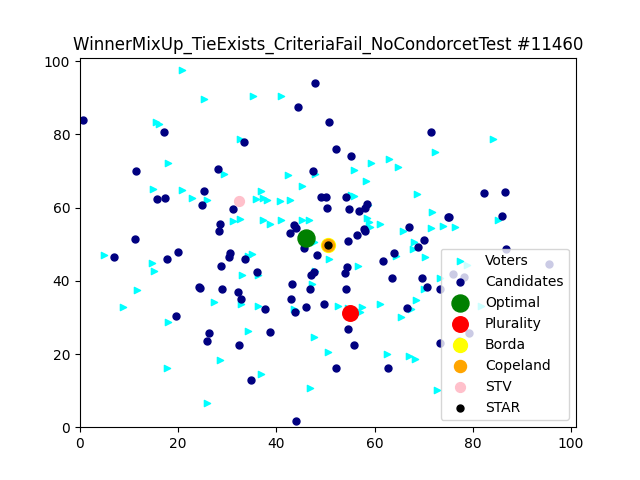 WinnerMixUp_TieExists_CriteriaFail_NoCondorcetTest #11460
100
80
60
40
20
0
0
20
40
60
80
100
Voters
Candidates
Optimal
Plurality
Borda
Copeland
STV
STAR